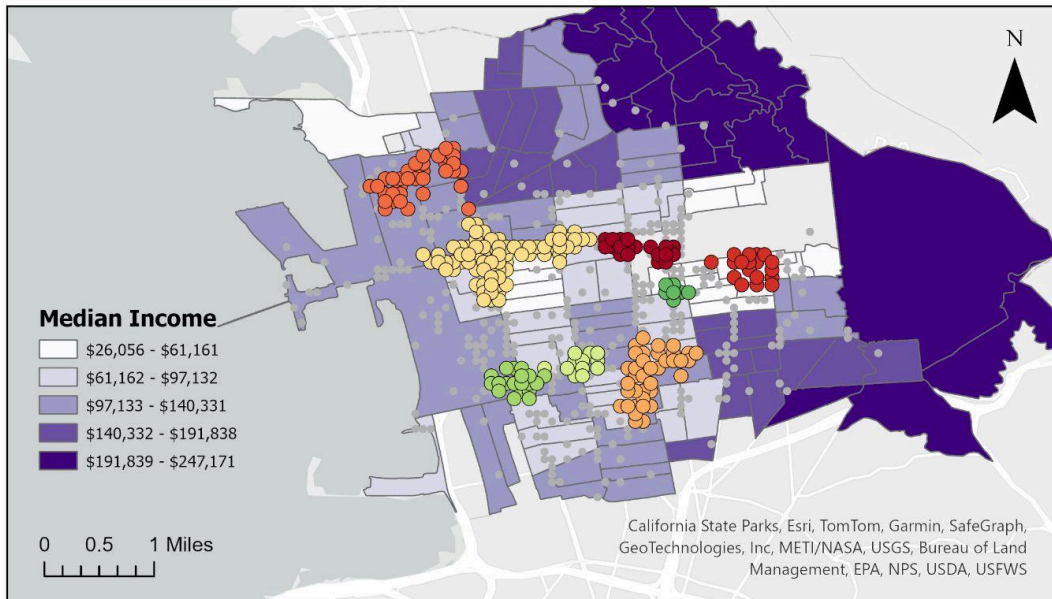 N
Median Income
$26,056 - $61,161
$61,162 - $97,132
$97,133 - $140,331
$140,332 - $191,838
$191,839 - $247,171
0 0.5 1 Miles
California State Parks, Esri, TomTom, Garmin, SafeGraph,
GeoTechnologies, Inc, METI/NASA, USGS, Bureau of Land
Management, EPA, NPS, USDA, USFWS